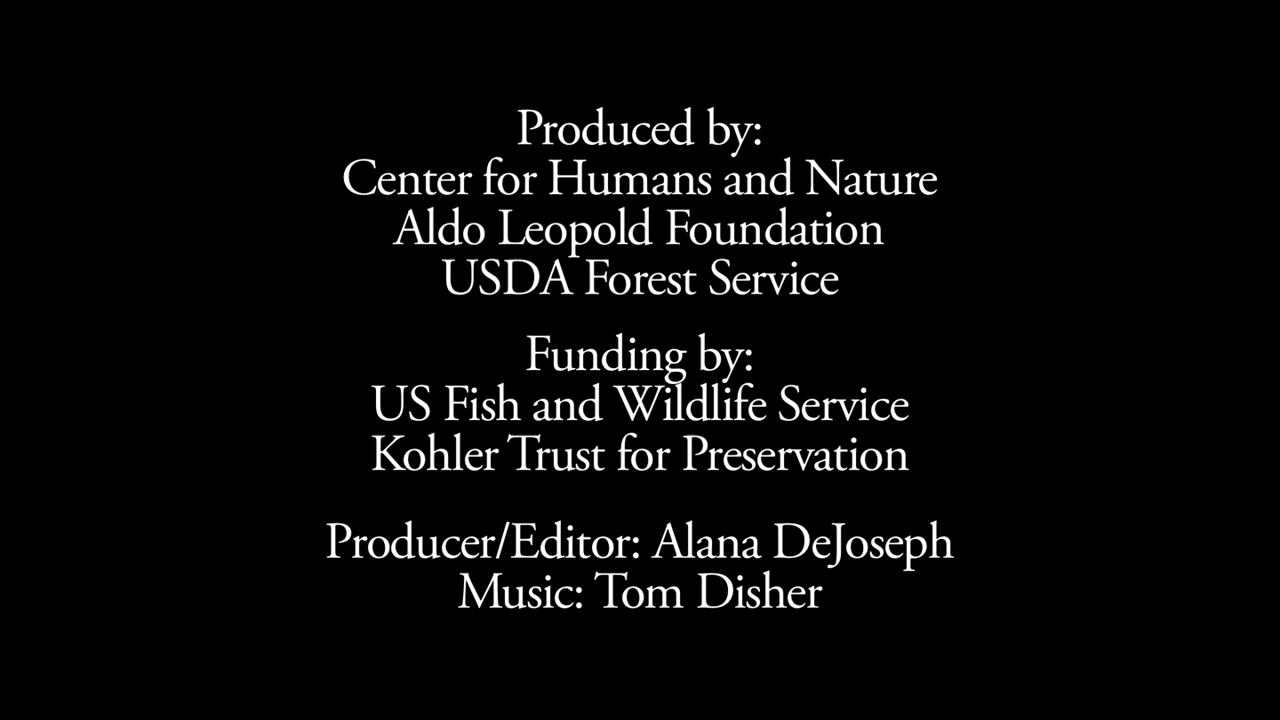 Produced by:
Center for Humans and Nature
Aldo Leopold Foundation
USDA Forest Service
Funding by:
US Fish and Wildlife Service
Kohler Trust for Preservation
Producer/Editor: Alana DeJoseph
Music: Tom Disher